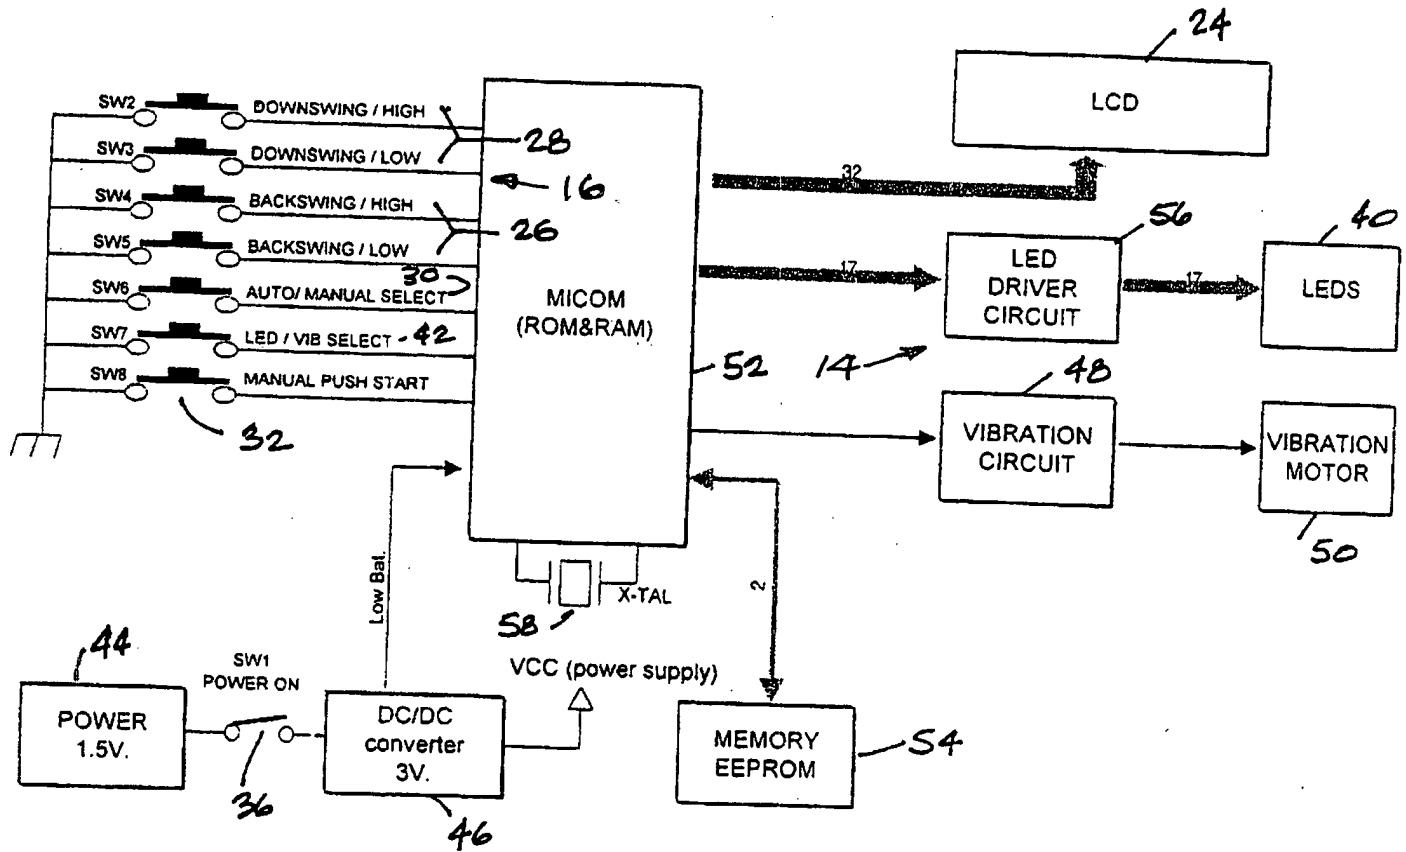 24
LCD
SW2 DOWNSWING / HIGH
28
SW3 DOWNSWING / LOW
16
SW4 BACKSWING / HIGH
26
SW5 BACKSWING / LOW
30
SW6 AUTO/ MANUAL SELECT
SW7 LED / VIB SELECT - 42
SW8 MANUAL PUSH START
32
MICOM
(ROM&RAM)
52
32
17
56
LED
DRIVER
CIRCUIT
17
40
LEDS
14
48
VIBRATION
CIRCUIT
VIBRATION
MOTOR
50
Low Bat.
X-TAL
58
2
44
POWER
1.5V.
SW1
POWER ON
36
DC/DC
converter
3V.
46
VCC (power supply)
MEMORY
EEPROM
54